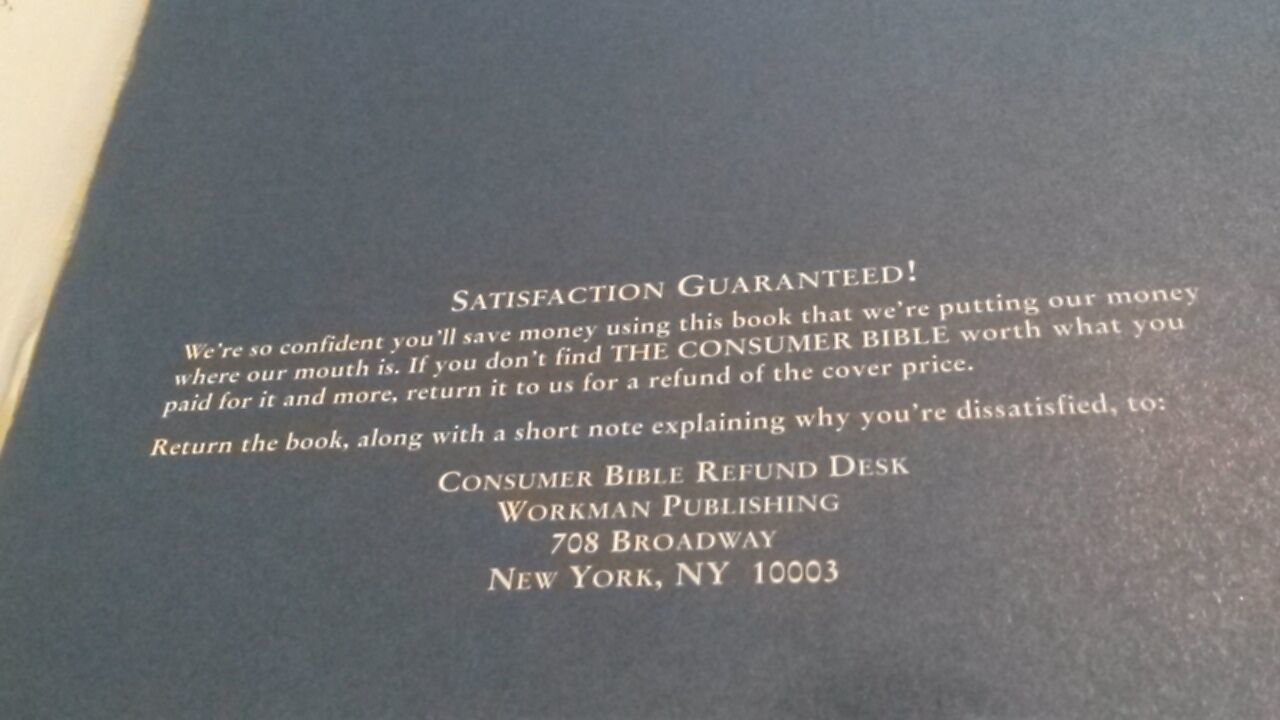 SATISFACTION GUARANTEED!
We're so confident you'll save money using this book that we're putting our money
where our mouth is. If you don't find THE CONSUMER BIBLE worth what you
paid for it and more, return it to us for a refund of the cover price.
Return the book, along with a short note explaining why you're dissatisfied, to:
CONSUMER BIBLE REFUND DESK
WORKMAN PUBLISHING
708 BROADWAY
NEW YORK, NY 10003